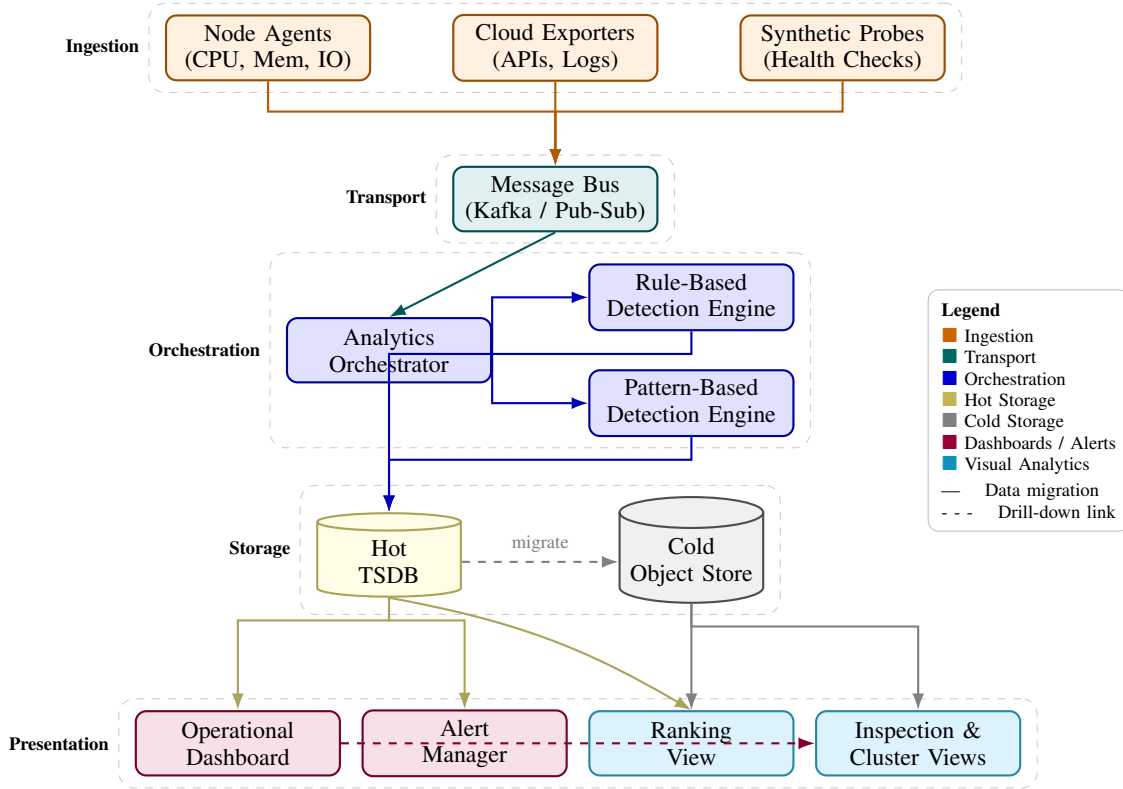 Ingestion
Node Agents
(CPU, Mem, IO)
Cloud Exporters
(APIs, Logs)
Synthetic Probes
(Health Checks)
Transport
Message Bus
(Kafka / Pub-Sub)
Orchestration
Analytics
Orchestrator
Rule-Based
Detection Engine
Pattern-Based
Detection Engine
Legend
Ingestion
Transport
Orchestration
Hot Storage
Cold Storage
Dashboards / Alerts
Visual Analytics
Data migration
Drill-down link
Storage
Hot
TSDB
migrate
Cold
Object Store
Presentation
Operational
Dashboard
Alert
Manager
Ranking
View
Inspection &
Cluster Views